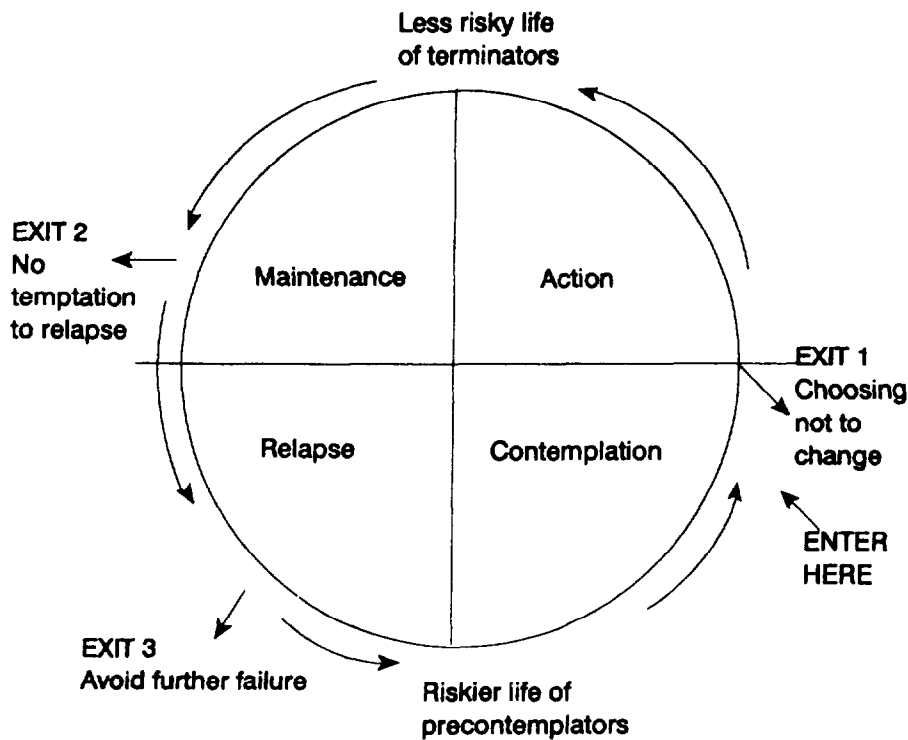 Less risky life
of terminators
EXIT 2
No
temptation
to relapse
Maintenance
Action
EXIT 1
Choosing
not to
change
Relapse
Contemplation
ENTER
HERE
EXIT 3
Avoid further failure
Riskier life of
precontemplators